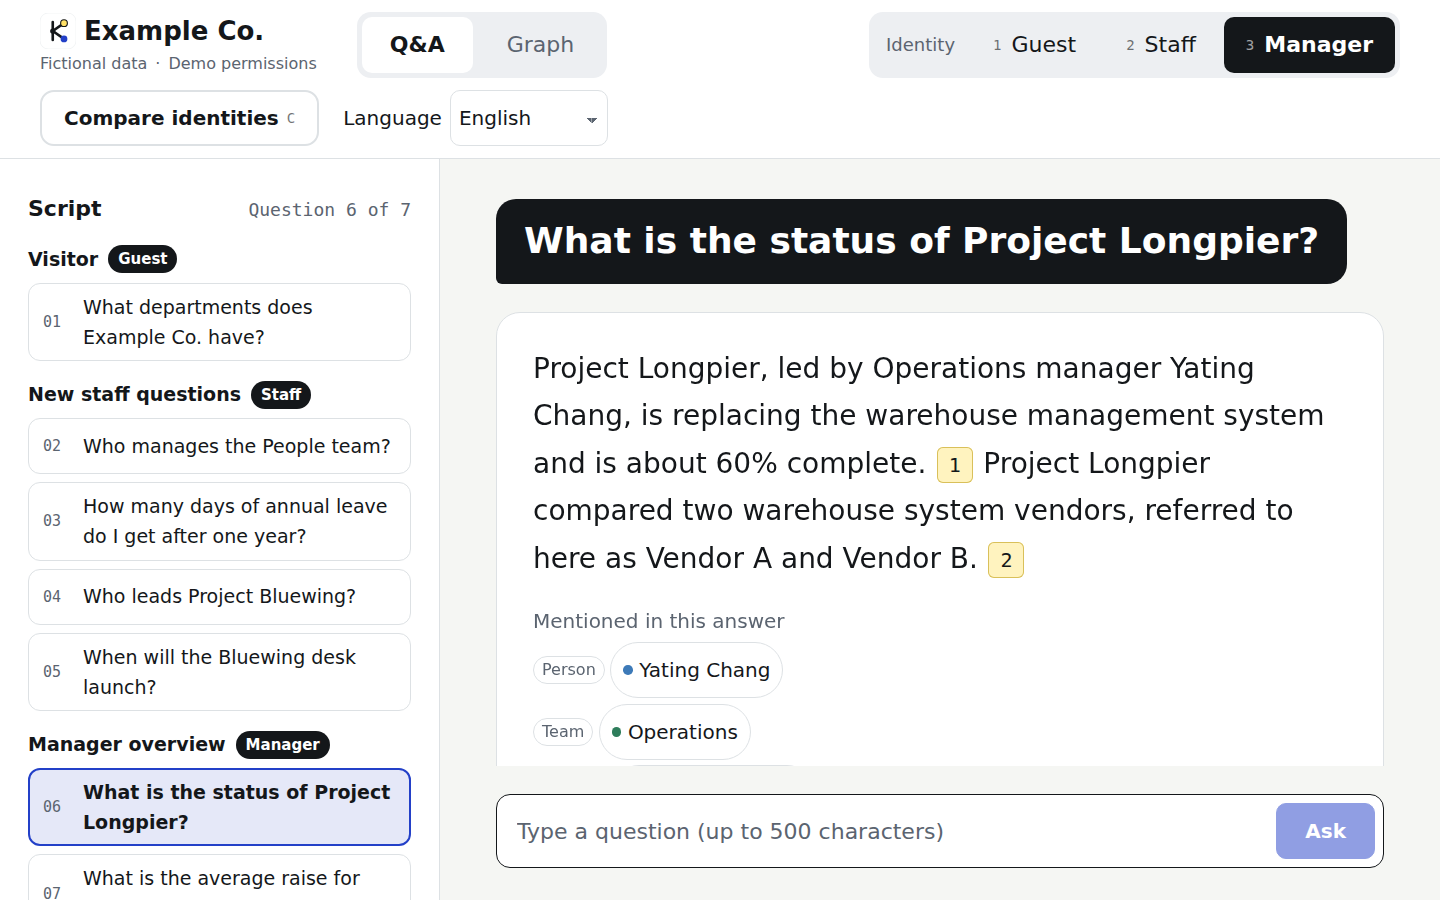 Example Co.
Fictional data · Demo permissions
Q&A
Graph
Identity
1 Guest
2 Staff
3 Manager
Compare identities C
Language
English
Script
Question 6 of 7
Visitor Guest
01
What departments does
Example Co. have?
New staff questions Staff
02
Who manages the People team?
03
How many days of annual leave
do I get after one year?
04
Who leads Project Bluewing?
05
When will the Bluewing desk
launch?
Manager overview Manager
06
What is the status of Project
Longpier?
07
What is the average raise for
What is the status of Project Longpier?
Project Longpier, led by Operations manager Yating
Chang, is replacing the warehouse management system
and is about 60% complete. 1 Project Longpier
compared two warehouse system vendors, referred to
here as Vendor A and Vendor B. 2
Mentioned in this answer
Person Yating Chang
Team Operations
Type a question (up to 500 characters)
Ask